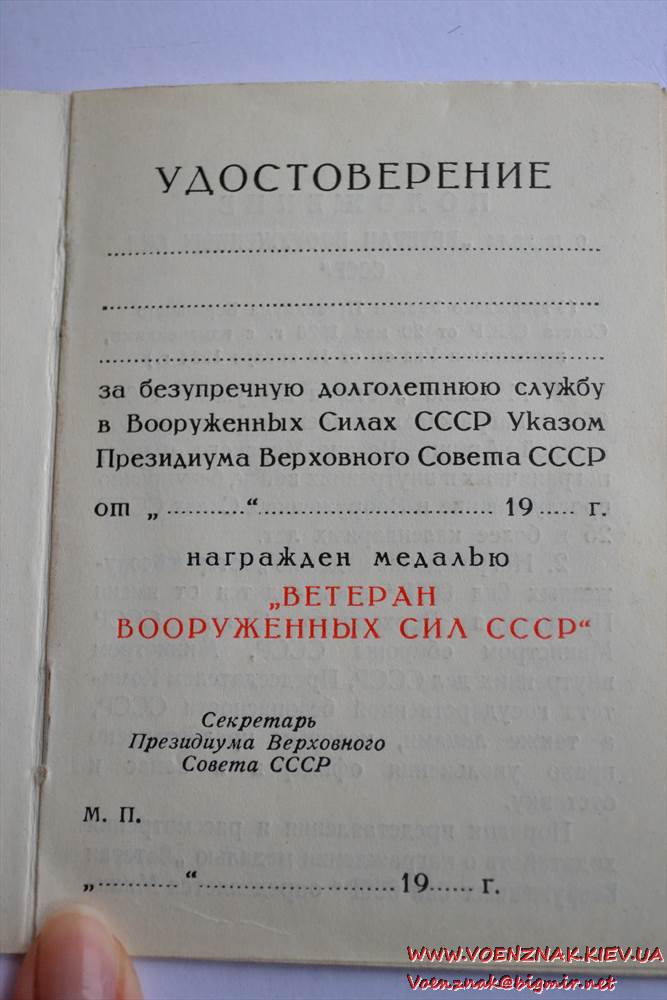 УДОСТОВЕРЕНИЕ
за безупречную долголетнюю службу
в Вооруженных Силах СССР Указом
Президиума Верховного Совета СССР
от „...........“.............................. 19...... г.
награжден медалью
„ВЕТЕРАН
ВООРУЖЕННЫХ СИЛ СССР“
Секретарь
Президиума Верховного
Совета СССР
М. П.
„...........“.............................. 19...... г.
WWW.VOENZNAK.KIEV.UA
Voenznak@bigmir.net